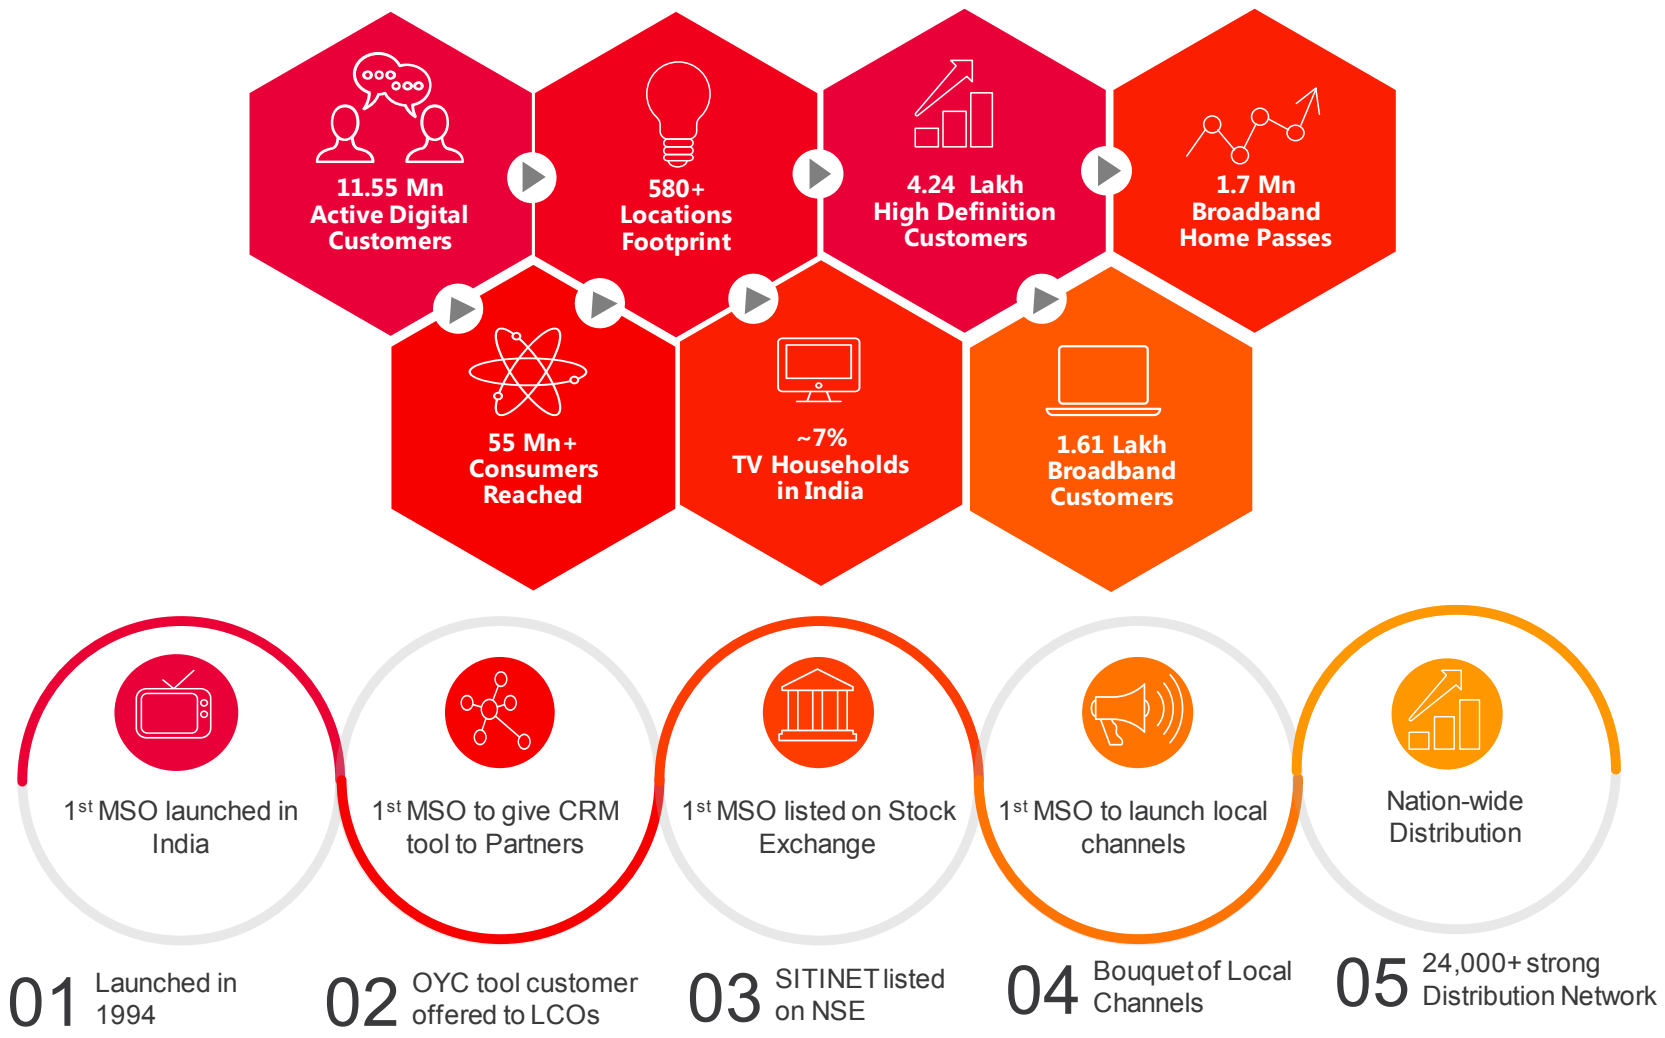 11.55 Mn
Active Digital
Customers
580+
Locations
Footprint
4.24 Lakh
High Definition
Customers
1.7 Mn
Broadband
Home Passes
55 Mn+
Consumers
Reached
~7%
TV Households
in India
1.61 Lakh
Broadband
Customers
1st MSO launched in
India
1st MSO to give CRM
tool to Partners
1st MSO listed on Stock
Exchange
1st MSO to launch local
channels
Nation-wide
Distribution
01
Launched in
1994
02
OYC tool customer
offered to LCOs
03
SITINET listed
on NSE
04
Bouquet of Local
Channels
05
24,000+ strong
Distribution Network